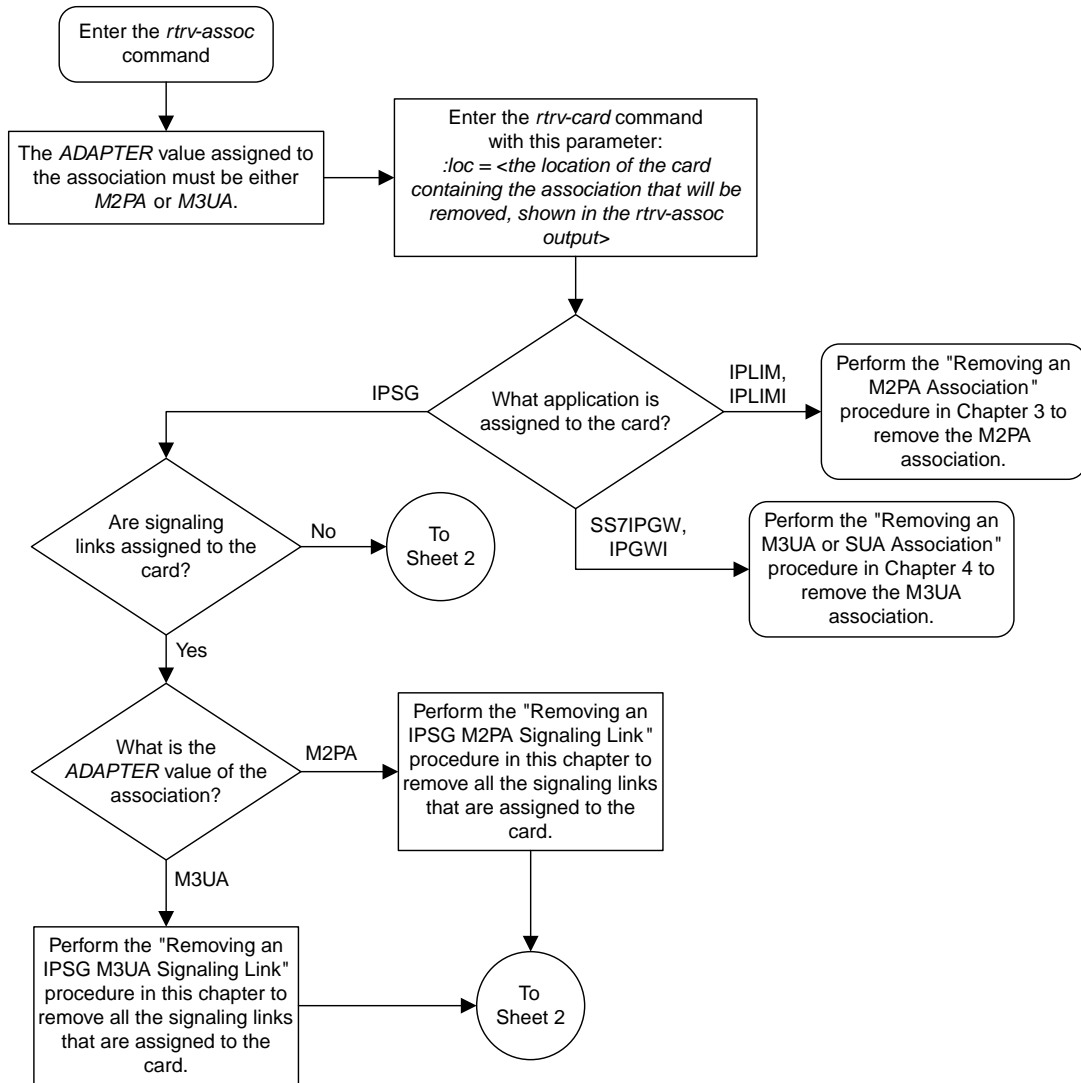 Enter the rtrv-assoc
command
The ADAPTER value assigned to
the association must be either
M2PA or M3UA.
Enter the rtrv-card command
with this parameter:
:loc = <the location of the card
containing the association that will be
removed, shown in the rtrv-assoc
output>
What application is
assigned to the card?
IPSG
IPLIM,
IPLIMI
Perform the "Removing an
M2PA Association"
procedure in Chapter 3 to
remove the M2PA
association.
SS7IPGW,
IPGWI
Perform the "Removing an
M3UA or SUA Association"
procedure in Chapter 4 to
remove the M3UA
association.
Are signaling
links assigned to the
card?
No
To
Sheet 2
Yes
What is the
ADAPTER value of the
association?
M2PA
Perform the "Removing an
IPSG M2PA Signaling Link"
procedure in this chapter to
remove all the signaling links
that are assigned to the
card.
M3UA
Perform the "Removing an
IPSG M3UA Signaling Link"
procedure in this chapter to
remove all the signaling links
that are assigned to the
card.
To
Sheet 2